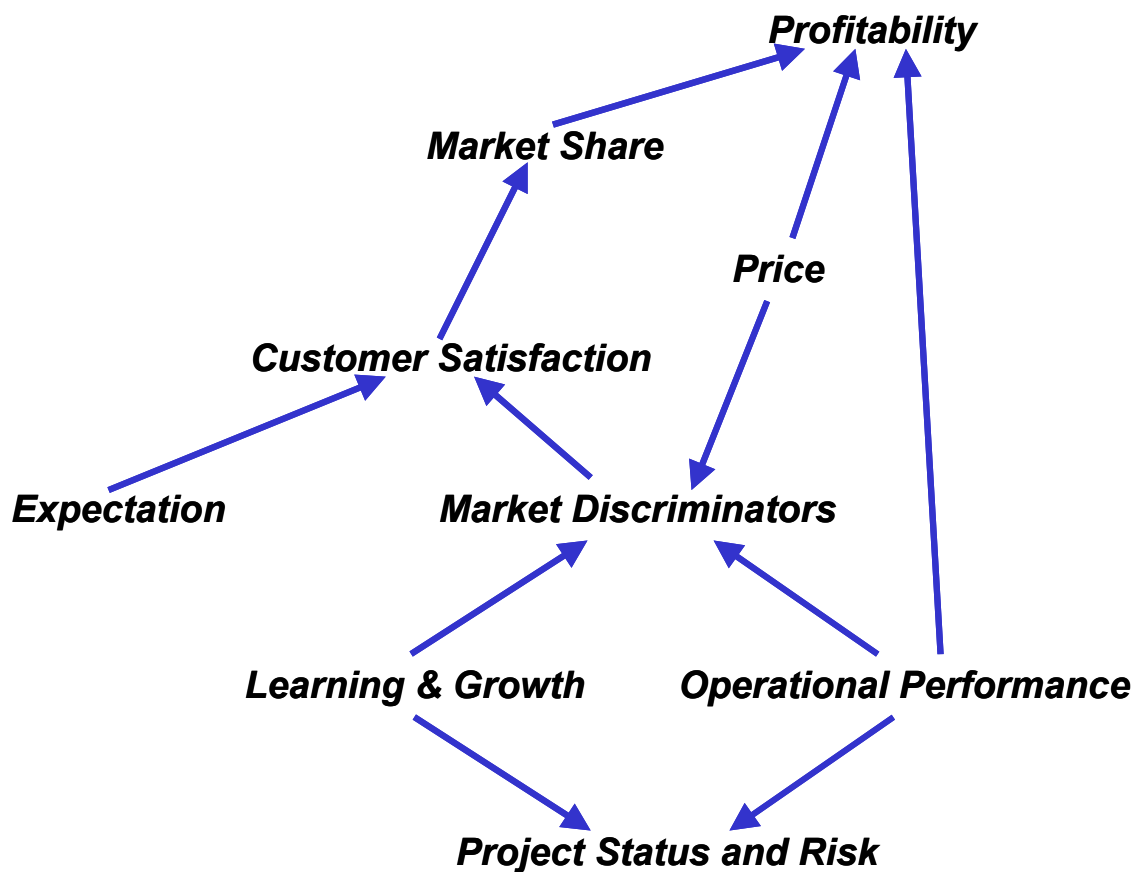 Profitability
Market Share
Price
Customer Satisfaction
Expectation
Market Discriminators
Learning & Growth
Operational Performance
Project Status and Risk